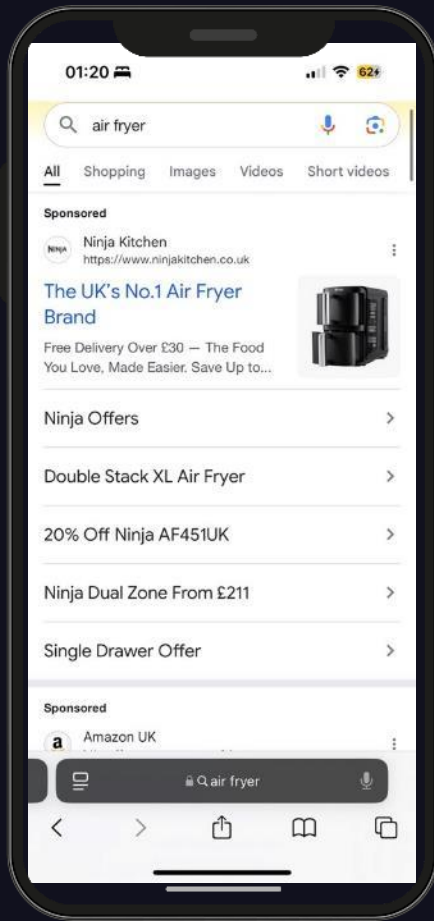 01:20
62
air fryer
All Shopping Images Videos Short videos
Sponsored
NINJA
Ninja Kitchen
https://www.ninjakitchen.co.uk
The UK's No.1 Air Fryer
Brand
Free Delivery Over £30 — The Food
You Love, Made Easier. Save Up to...
Ninja Offers
Double Stack XL Air Fryer
20% Off Ninja AF451UK
Ninja Dual Zone From £211
Single Drawer Offer
Sponsored
a
Amazon UK
air fryer